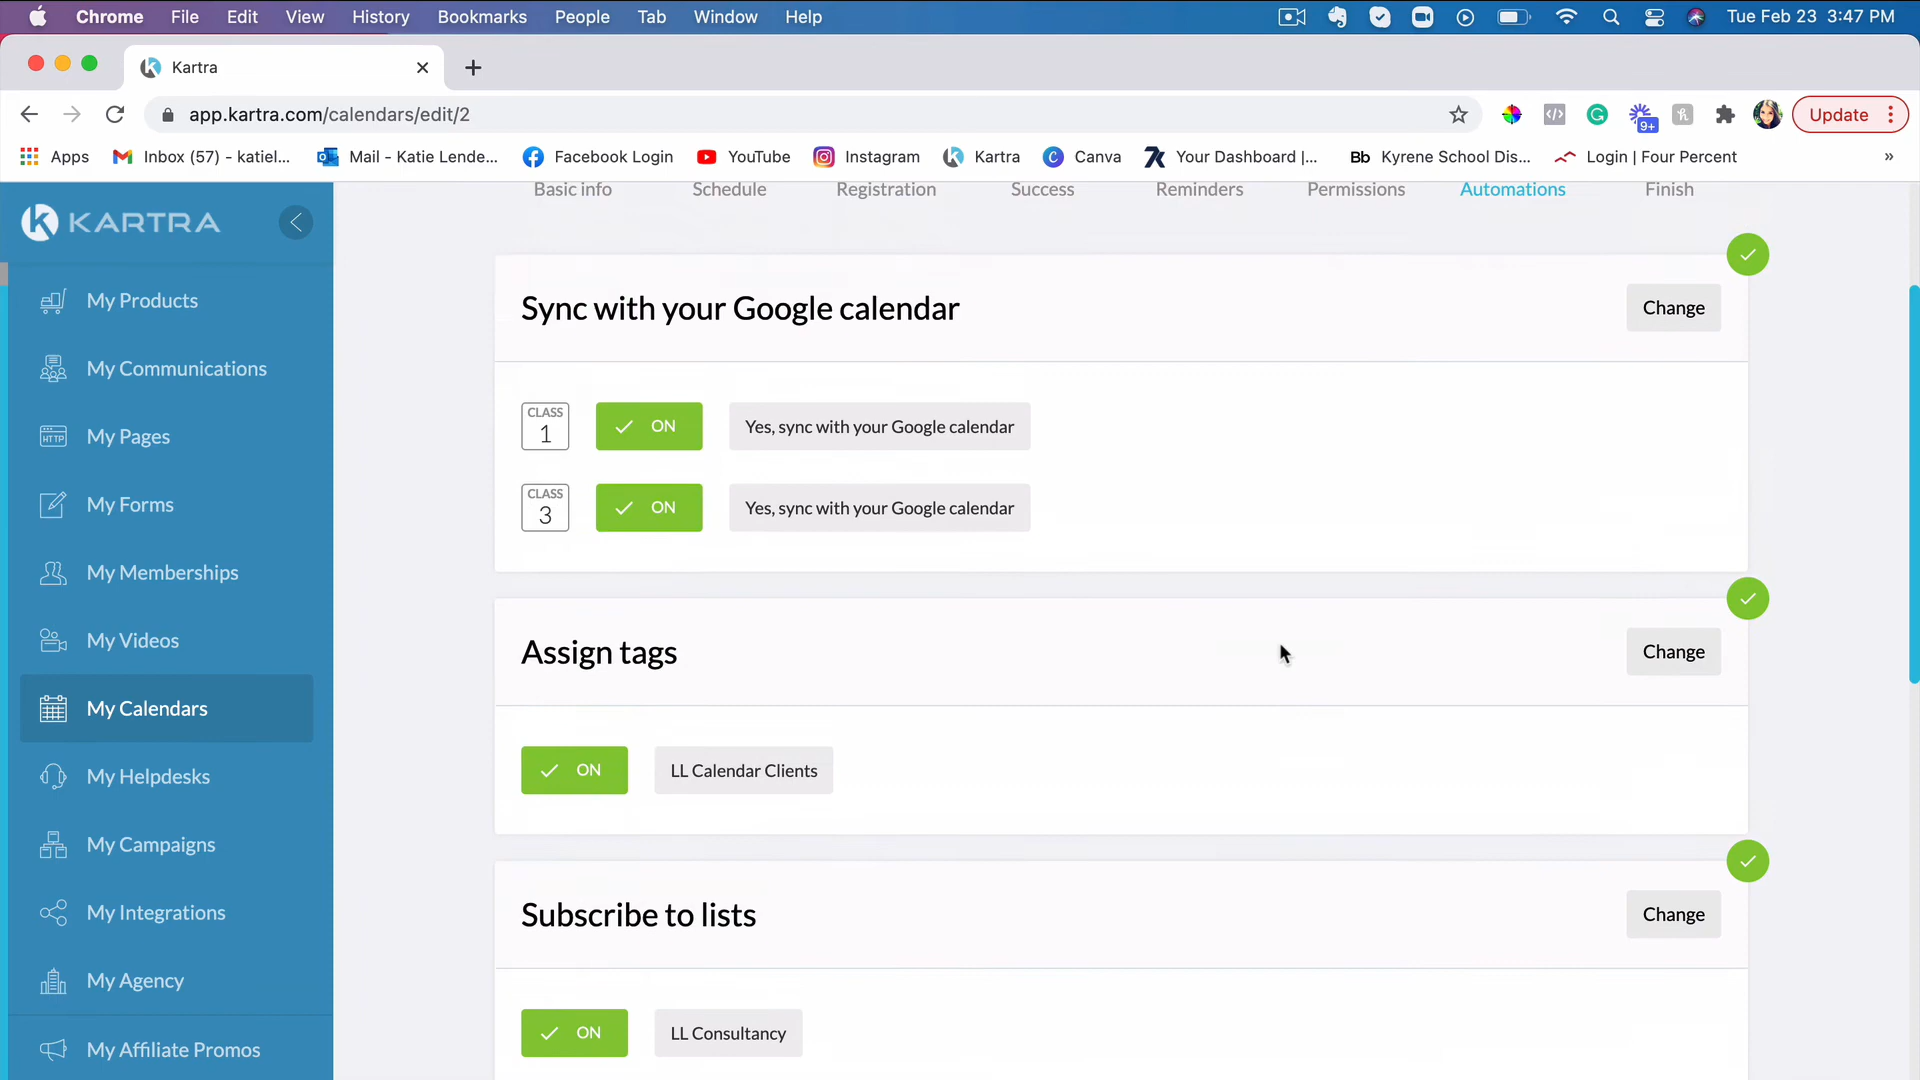 Chrome File Edit View History Bookmarks People Tab Window Help Tue Feb 23 3:47 PM
Kartra
app.kartra.com/calendars/edit/2 9+ Update
Apps Inbox (57) - katiel... Mail - Katie Lende... Facebook Login YouTube Instagram Kartra Canva Your Dashboard |... Bb Kyrene School Dis... Login | Four Percent »
Basic info Schedule Registration Success Reminders Permissions Automations Finish
KARTRA
My Products
My Communications
HTTP My Pages
My Forms
My Memberships
My Videos
My Calendars
My Helpdesks
My Campaigns
My Integrations
My Agency
My Affiliate Promos
Sync with your Google calendar Change
CLASS
1 ON Yes, sync with your Google calendar
CLASS
3 ON Yes, sync with your Google calendar
Assign tags Change
ON LL Calendar Clients
Subscribe to lists Change
ON LL Consultancy